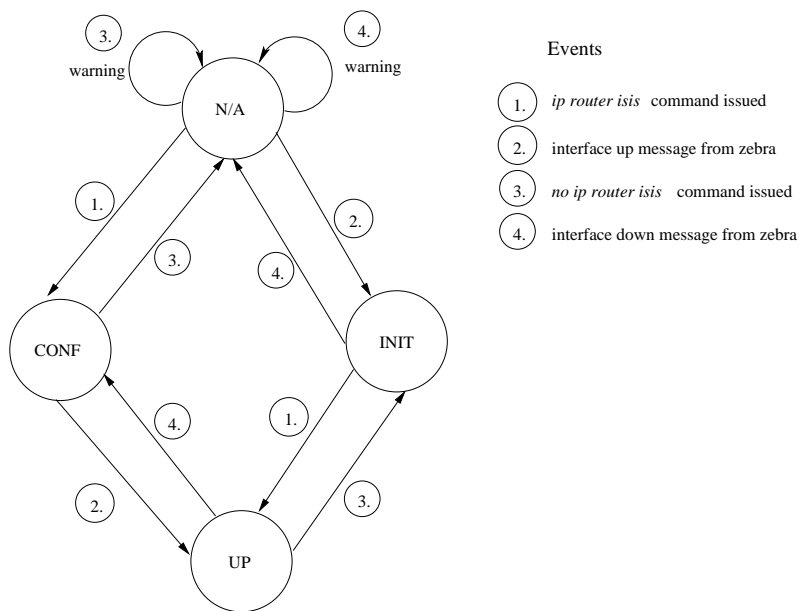 3.
4.
warning
warning
N/A
Events
1. ip router isis command issued
2. interface up message from zebra
3. no ip router isis command issued
4. interface down message from zebra
1.
2.
3.
4.
CONF
INIT
4.
1.
2.
3.
UP